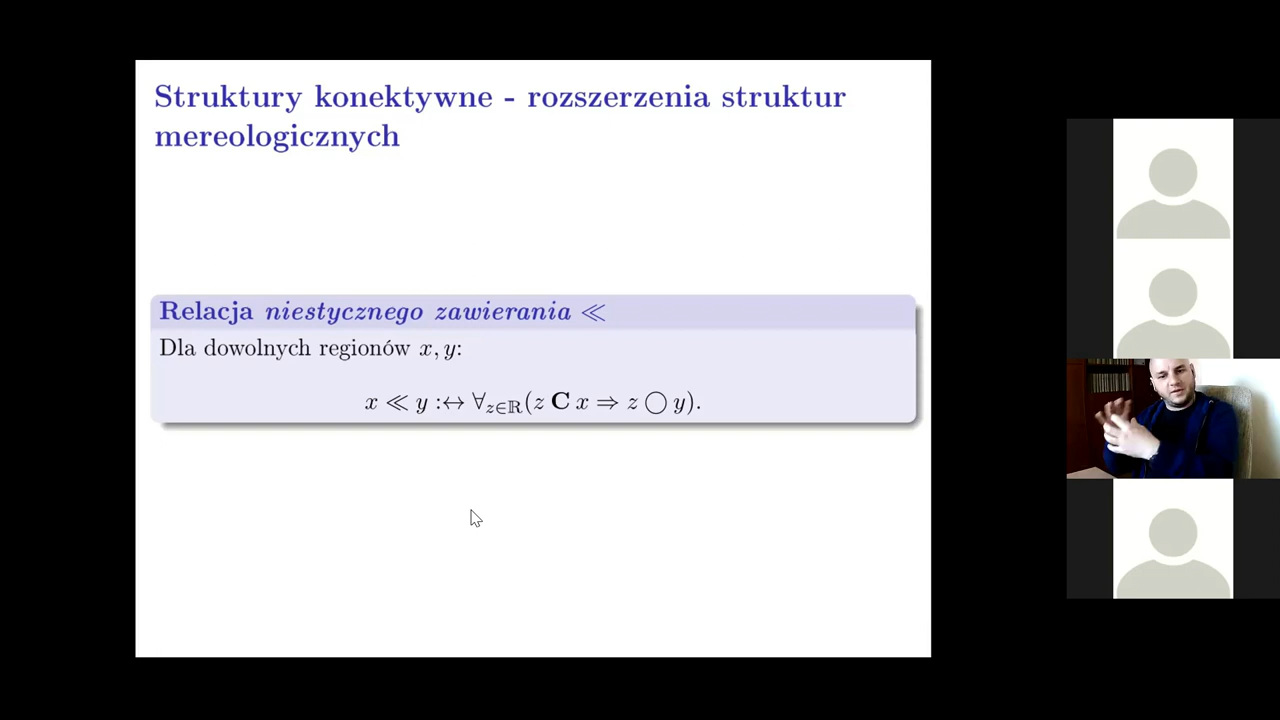 Struktury konektywne - rozszerzenia struktur
mereologicznych
Relacja niestycznego zawierania ≪
Dla dowolnych regionów x, y:
x ≪ y :↔ ∀z∈ℝ(z C x ⇒ z ◯ y).